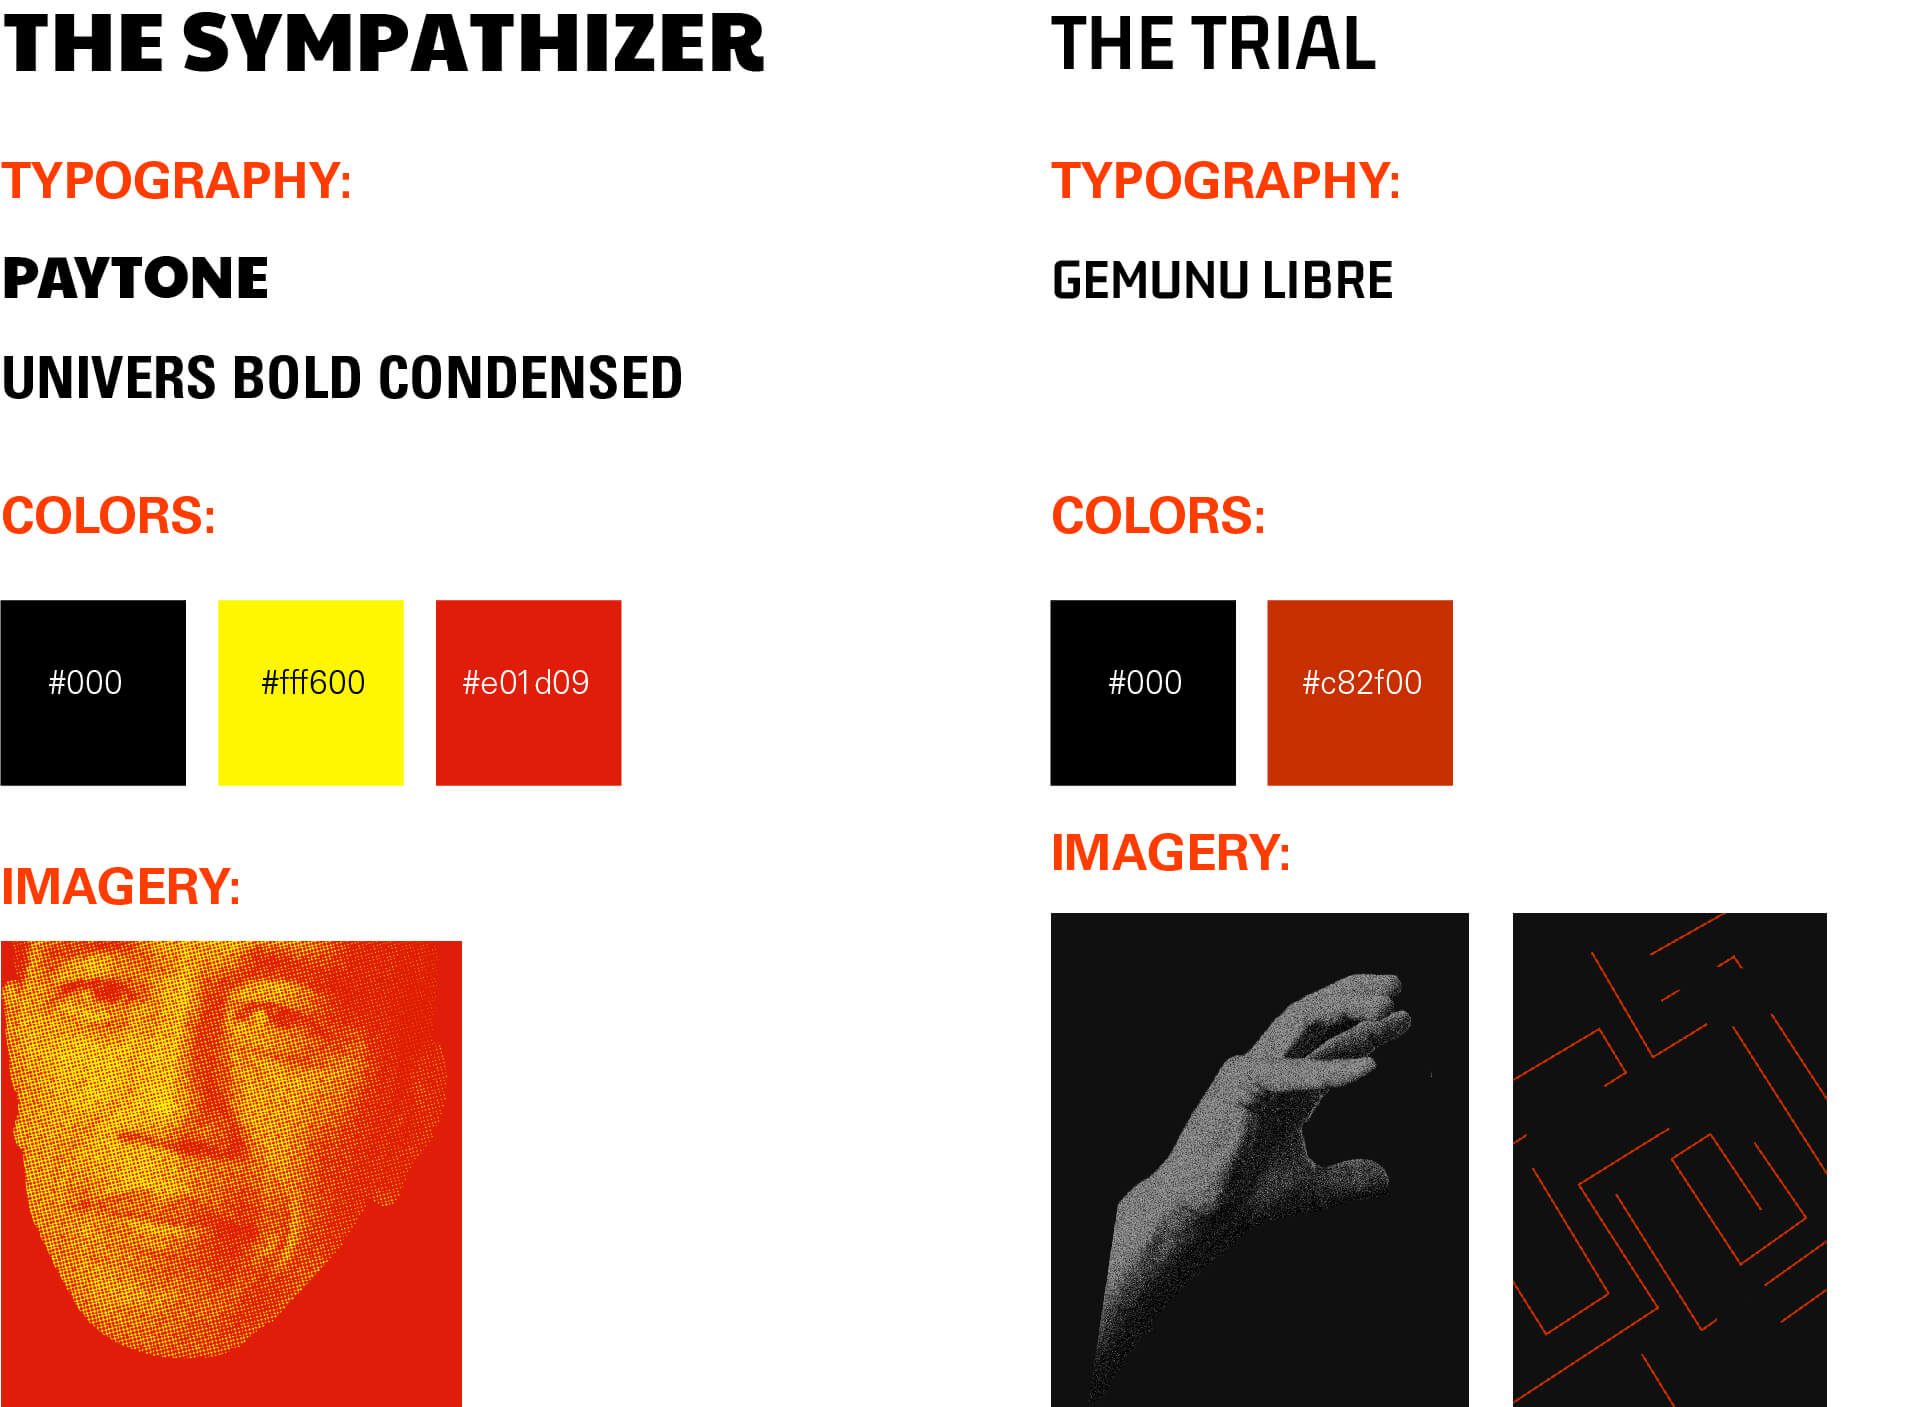 THE SYMPATHIZER
TYPOGRAPHY:
PAYTONE
UNIVERS BOLD CONDENSED
COLORS:
#000
#fff600
#e01d09
IMAGERY:
THE TRIAL
TYPOGRAPHY:
GEMUNU LIBRE
COLORS:
#000
#c82f00
IMAGERY: